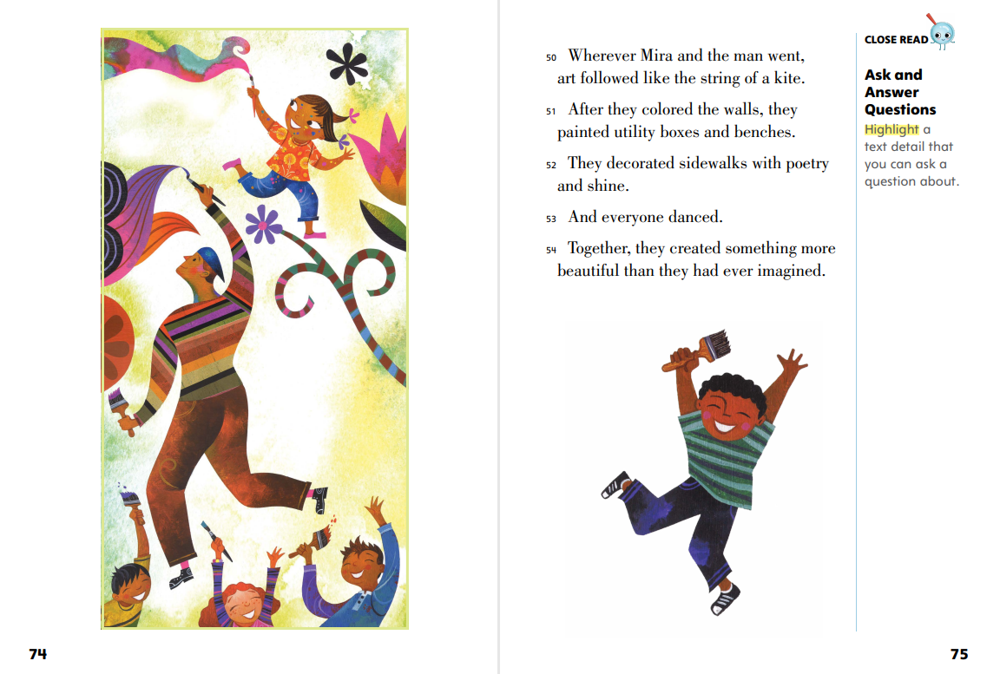 50 Wherever Mira and the man went,
art followed like the string of a kite.
51 After they colored the walls, they
painted utility boxes and benches.
52 They decorated sidewalks with poetry
and shine.
53 And everyone danced.
54 Together, they created something more
beautiful than they had ever imagined.
CLOSE READ
Ask and
Answer
Questions
Highlight a
text detail that
you can ask a
question about.
74
75